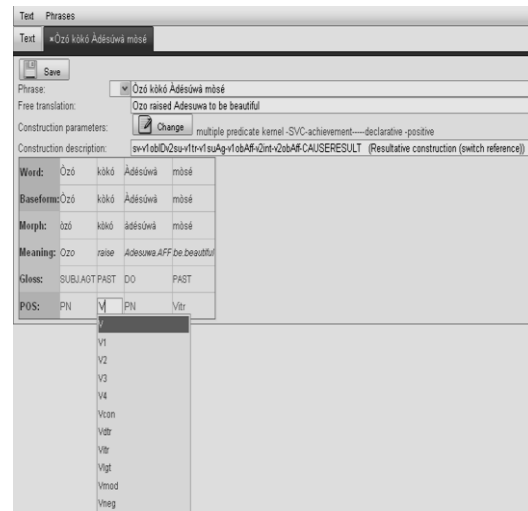 Text Phrases
Text *Òzó kòkó Àdésúwà mòsé
Save
Phrase: Òzó kòkó Àdésúwà mòsé
Free translation: Ozo raised Adesuwa to be beautiful
Construction parameters: Change multiple predicate kernel -SVC-achievement-----declarative -positive
Construction description: sv-v1obIDv2su-v1tr-v1suAg-v1obAff-v2int-v2obAff-CAUSERESULT (Resultative construction (switch reference))
Word: Òzó kòkó Àdésúwà mòsé
Baseform: Òzó kòkó Àdésúwà mòsé
Morph: òzó kòkó àdésúwà mòsé
Meaning: Ozo raise Adesuwa.AFF be.beautiful
Gloss: SUBJ.AGT PAST DO PAST
POS: PN V PN Vitr
V
V1
V2
V3
V4
Vcon
Vdtr
Vitr
Vlgt
Vmod
Vneg